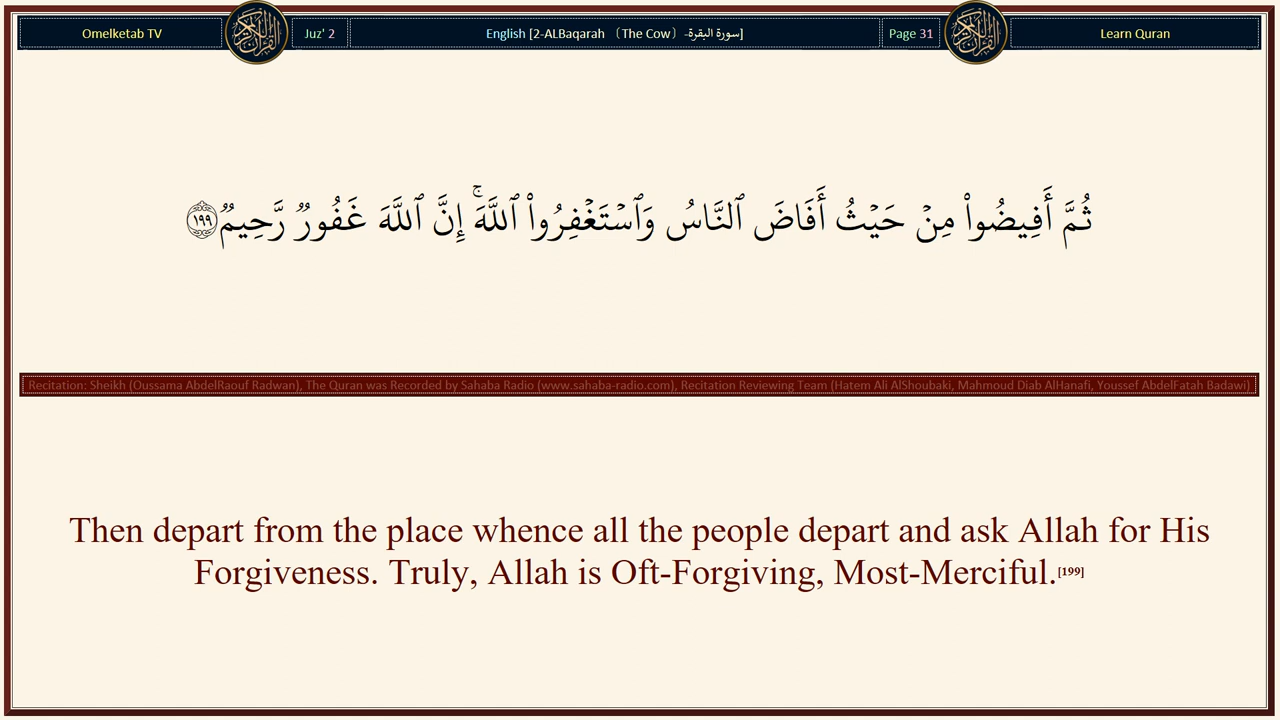 Omelketab TV
Juz' 2
English [2-ALBaqarah （The Cow） -سورة البقرة]
Page 31
Learn Quran
ثُمَّ أَفِيضُوا۟ مِنْ حَيْثُ أَفَاضَ ٱلنَّاسُ وَٱسْتَغْفِرُوا۟ ٱللَّهَ ۚ إِنَّ ٱللَّهَ غَفُورٌ رَّحِيمٌ ١٩٩
Recitation: Sheikh (Oussama AbdelRaouf Radwan), The Quran was Recorded by Sahaba Radio (www.sahaba-radio.com), Recitation Reviewing Team (Hatem Ali AlShoubaki, Mahmoud Diab AlHanafi, Youssef AbdelFatah Badawi)
Then depart from the place whence all the people depart and ask Allah for His
Forgiveness. Truly, Allah is Oft-Forgiving, Most-Merciful.[199]